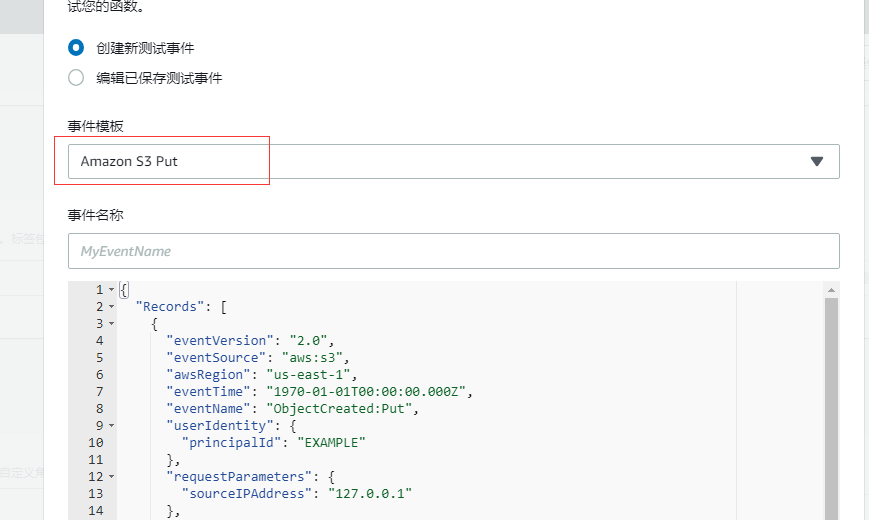 试您的函数。
创建新测试事件
编辑已保存测试事件
事件模板
Amazon S3 Put
事件名称
MyEventName
1 {
2 "Records": [
3 {
4 "eventVersion": "2.0",
5 "eventSource": "aws:s3",
6 "awsRegion": "us-east-1",
7 "eventTime": "1970-01-01T00:00:00.000Z",
8 "eventName": "ObjectCreated:Put",
9 "userIdentity": {
10 "principalId": "EXAMPLE"
11 },
12 "requestParameters": {
13 "sourceIPAddress": "127.0.0.1"
14 },